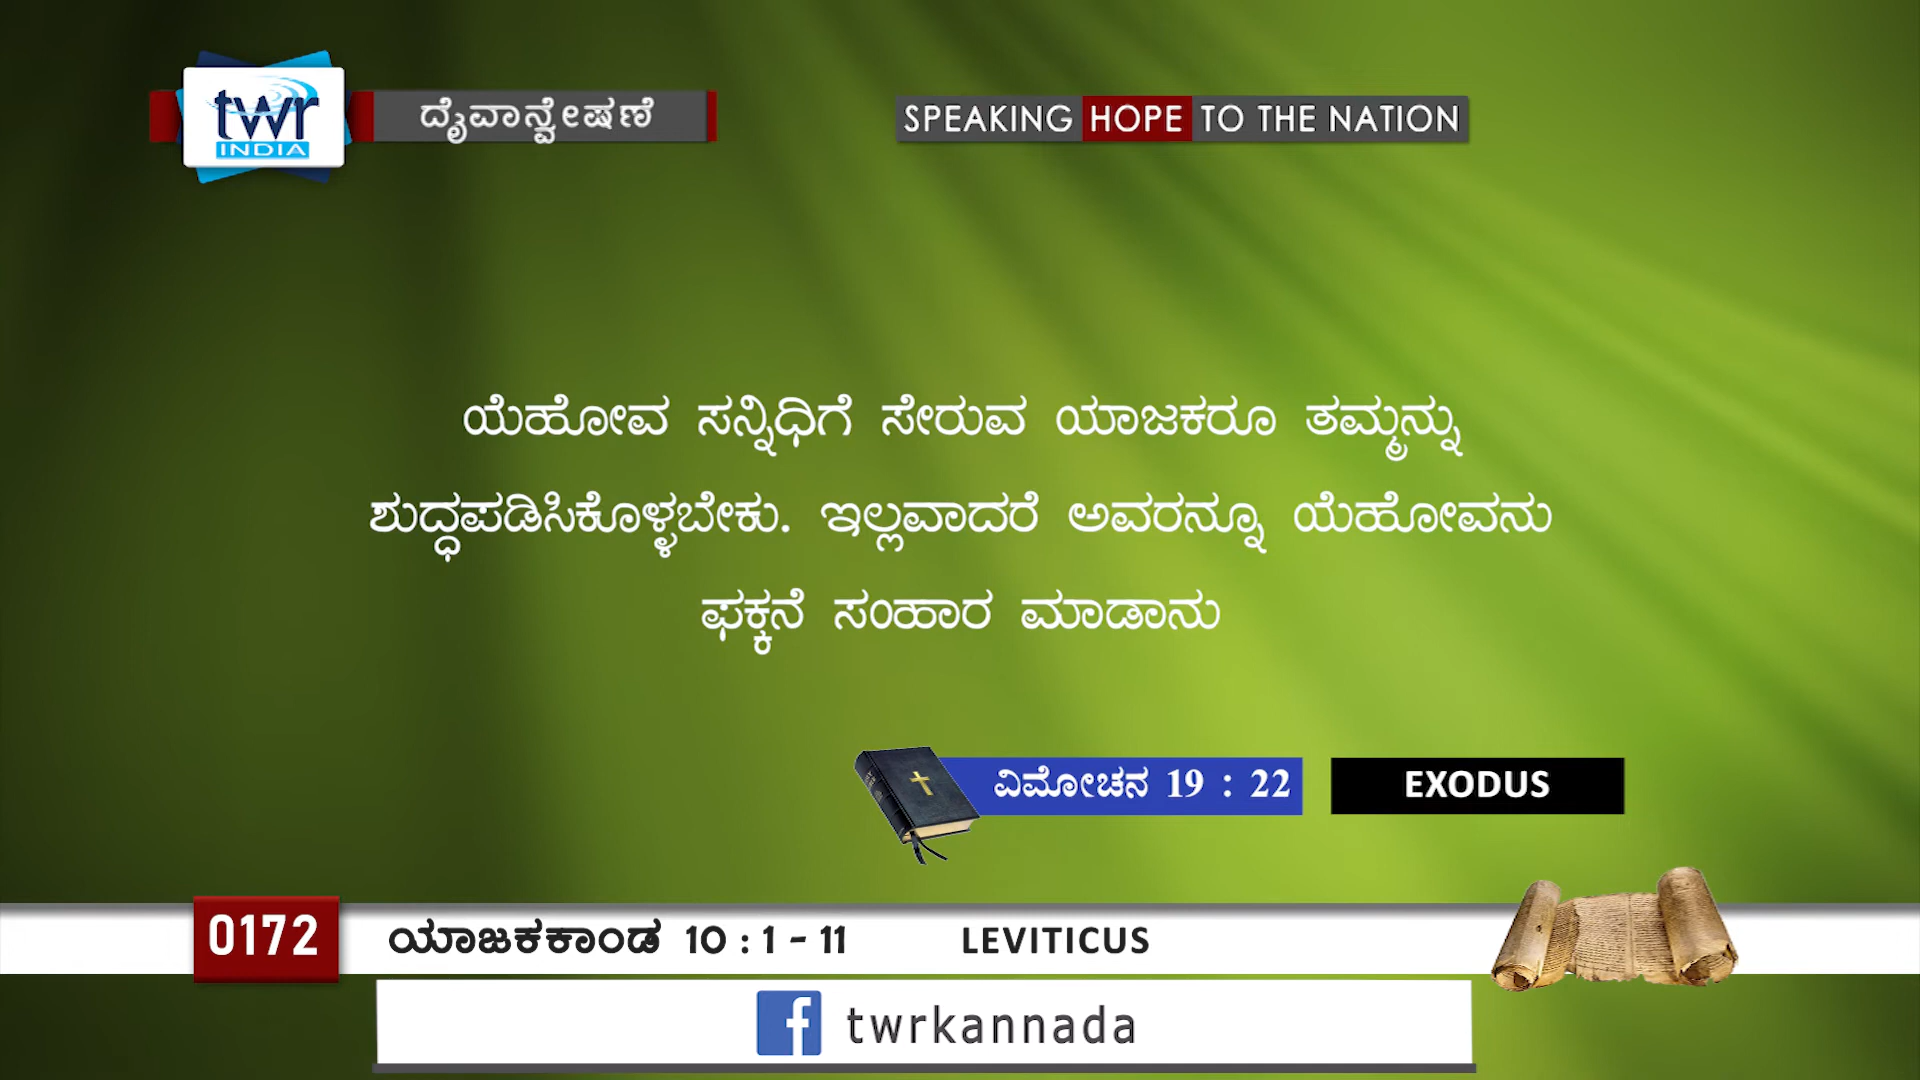 twr
INDIA
ದೈವಾನ್ವೇಷಣೆ
SPEAKING HOPE TO THE NATION
ಯೆಹೋವ ಸನ್ನಿಧಿಗೆ ಸೇರುವ ಯಾಜಕರೂ ತಮ್ಮನ್ನು
ಶುದ್ಧಪಡಿಸಿಕೊಳ್ಳಬೇಕು. ಇಲ್ಲವಾದರೆ ಅವರನ್ನೂ ಯೆಹೋವನು
ಫಕ್ಕನೆ ಸಂಹಾರ ಮಾಡಾನು
ವಿಮೋಚನ 19 : 22
EXODUS
0172
ಯಾಜಕಕಾಂಡ 10 : 1 - 11
LEVITICUS
twrkannada